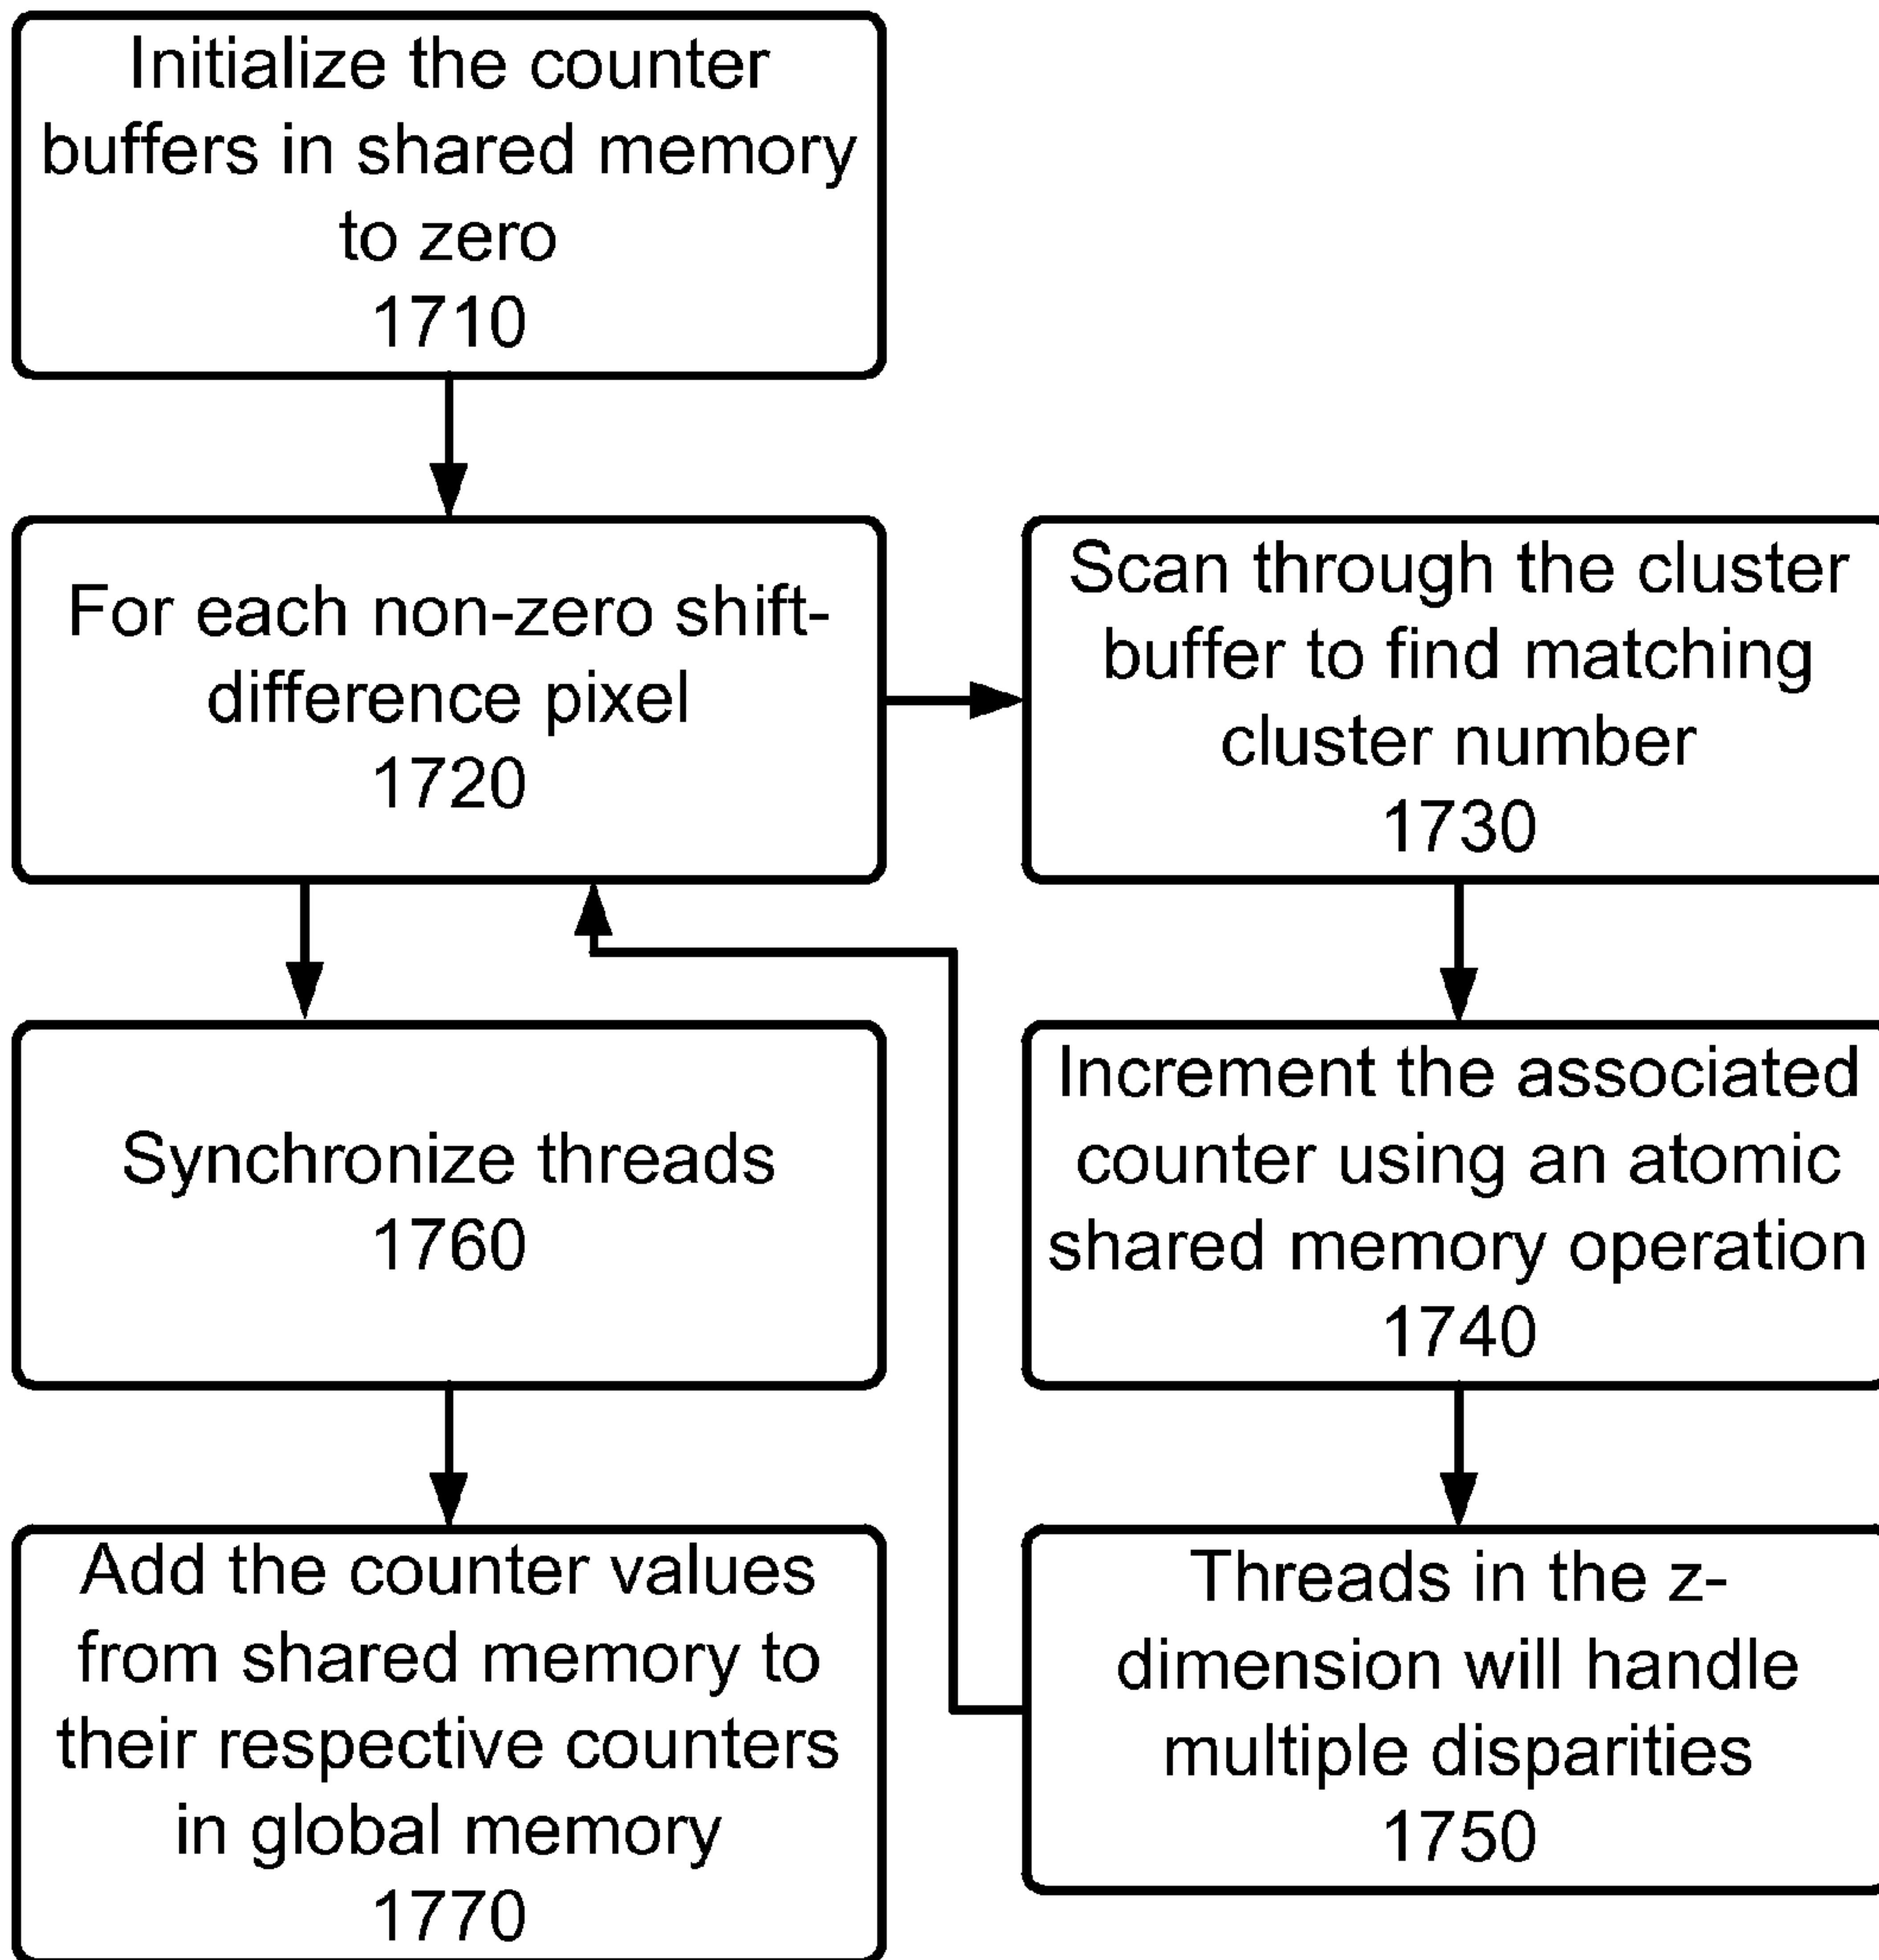 Initialize the counter
buffers in shared memory
to zero
1710
For each non-zero shift-
difference pixel
1720
Scan through the cluster
buffer to find matching
cluster number
1730
Increment the associated
counter using an atomic
shared memory operation
1740
Threads in the z-
dimension will handle
multiple disparities
1750
Synchronize threads
1760
Add the counter values
from shared memory to
their respective counters
in global memory
1770